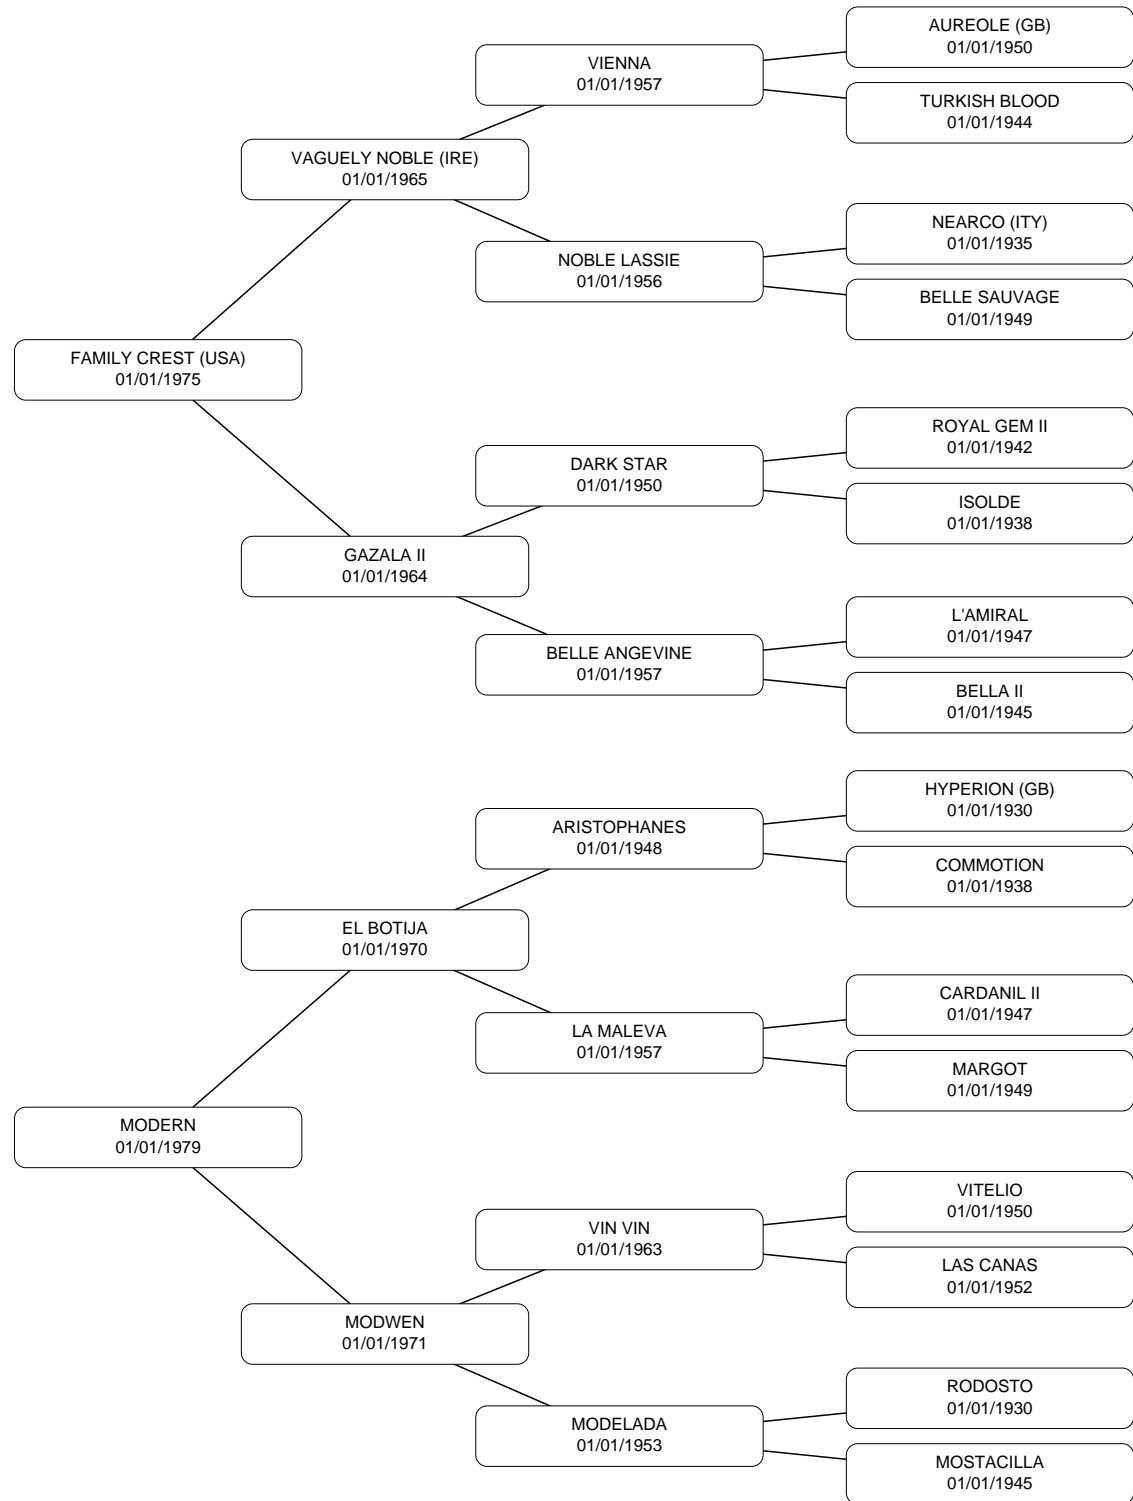 AUREOLE (GB)
01/01/1950
VIENNA
01/01/1957
TURKISH BLOOD
01/01/1944
VAGUELY NOBLE (IRE)
01/01/1965
NEARCO (ITY)
01/01/1935
NOBLE LASSIE
01/01/1956
BELLE SAUVAGE
01/01/1949
FAMILY CREST (USA)
01/01/1975
ROYAL GEM II
01/01/1942
DARK STAR
01/01/1950
ISOLDE
01/01/1938
GAZALA II
01/01/1964
L'AMIRAL
01/01/1947
BELLE ANGEVINE
01/01/1957
BELLA II
01/01/1945
HYPERION (GB)
01/01/1930
ARISTOPHANES
01/01/1948
COMMOTION
01/01/1938
EL BOTIJA
01/01/1970
CARDANIL II
01/01/1947
LA MALEVA
01/01/1957
MARGOT
01/01/1949
MODERN
01/01/1979
VITELIO
01/01/1950
VIN VIN
01/01/1963
LAS CANAS
01/01/1952
MODWEN
01/01/1971
RODOSTO
01/01/1930
MODELADA
01/01/1953
MOSTACILLA
01/01/1945